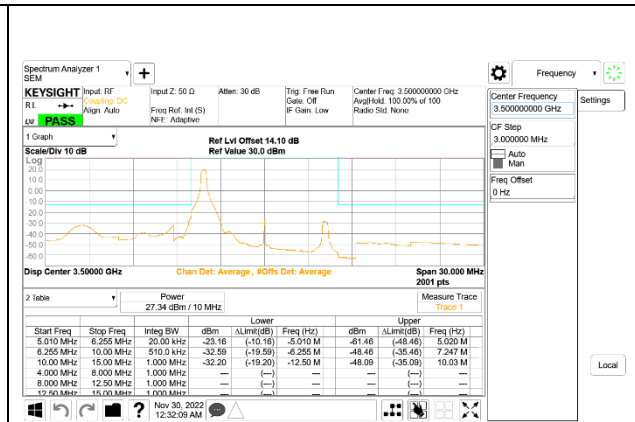 Spectrum Analyzer 1
SEM
Frequency
KEYSIGHT
Input: RF
Input Z: 50 Ω
Atten: 30 dB
Trig: Free Run
Center Freq: 3.500000000 GHz
RL
Coupling: DC
Gate: Off
Avg|Hold: 100.00% of 100
Align: Auto
Freq Ref: Int (S)
IF Gain: Low
Radio Std: None
NFE: Adaptive
PASS
Center Frequency
3.500000000 GHz
Settings
CF Step
3.000000 MHz
Auto
Man
Freq Offset
0 Hz
1 Graph
Ref Lvl Offset 14.10 dB
Scale/Div 10 dB
Ref Value 30.0 dBm
Log
20.0
10.0
0.00
-10.0
-20.0
-30.0
-40.0
-50.0
-60.0
Disp Center 3.50000 GHz
Chan Det: Average , #Offs Det: Average
Span 30.000 MHz
2001 pts
2 Table
Power
Measure Trace
27.34 dBm / 10 MHz
Trace 1
Lower
Upper
Start Freq Stop Freq Integ BW dBm ΔLimit(dB) Freq (Hz) dBm ΔLimit(dB) Freq (Hz)
5.010 MHz 6.255 MHz 20.00 kHz -23.16 (-10.16) -5.010 M -61.46 (-48.46) 5.020 M
6.255 MHz 10.00 MHz 510.0 kHz -32.59 (-19.59) -6.255 M -48.46 (-35.46) 7.247 M
10.00 MHz 15.00 MHz 1.000 MHz -32.20 (-19.20) -12.50 M -48.09 (-35.09) 10.03 M
4.000 MHz 8.000 MHz 1.000 MHz --- (---) --- (---)
8.000 MHz 12.50 MHz 1.000 MHz --- (---) --- (---)
12.50 MHz 15.00 MHz 1.000 MHz --- (---) --- (---)
Local
Nov 30, 2022
12:32:09 AM